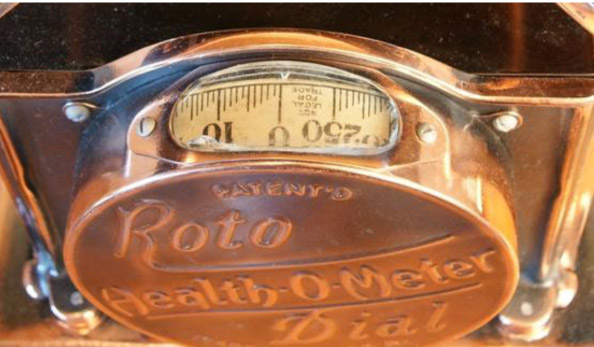 NOT
LEGAL
FOR
TRADE
10 0 250
PATENT'D
Roto
Health-O-Meter
Dial